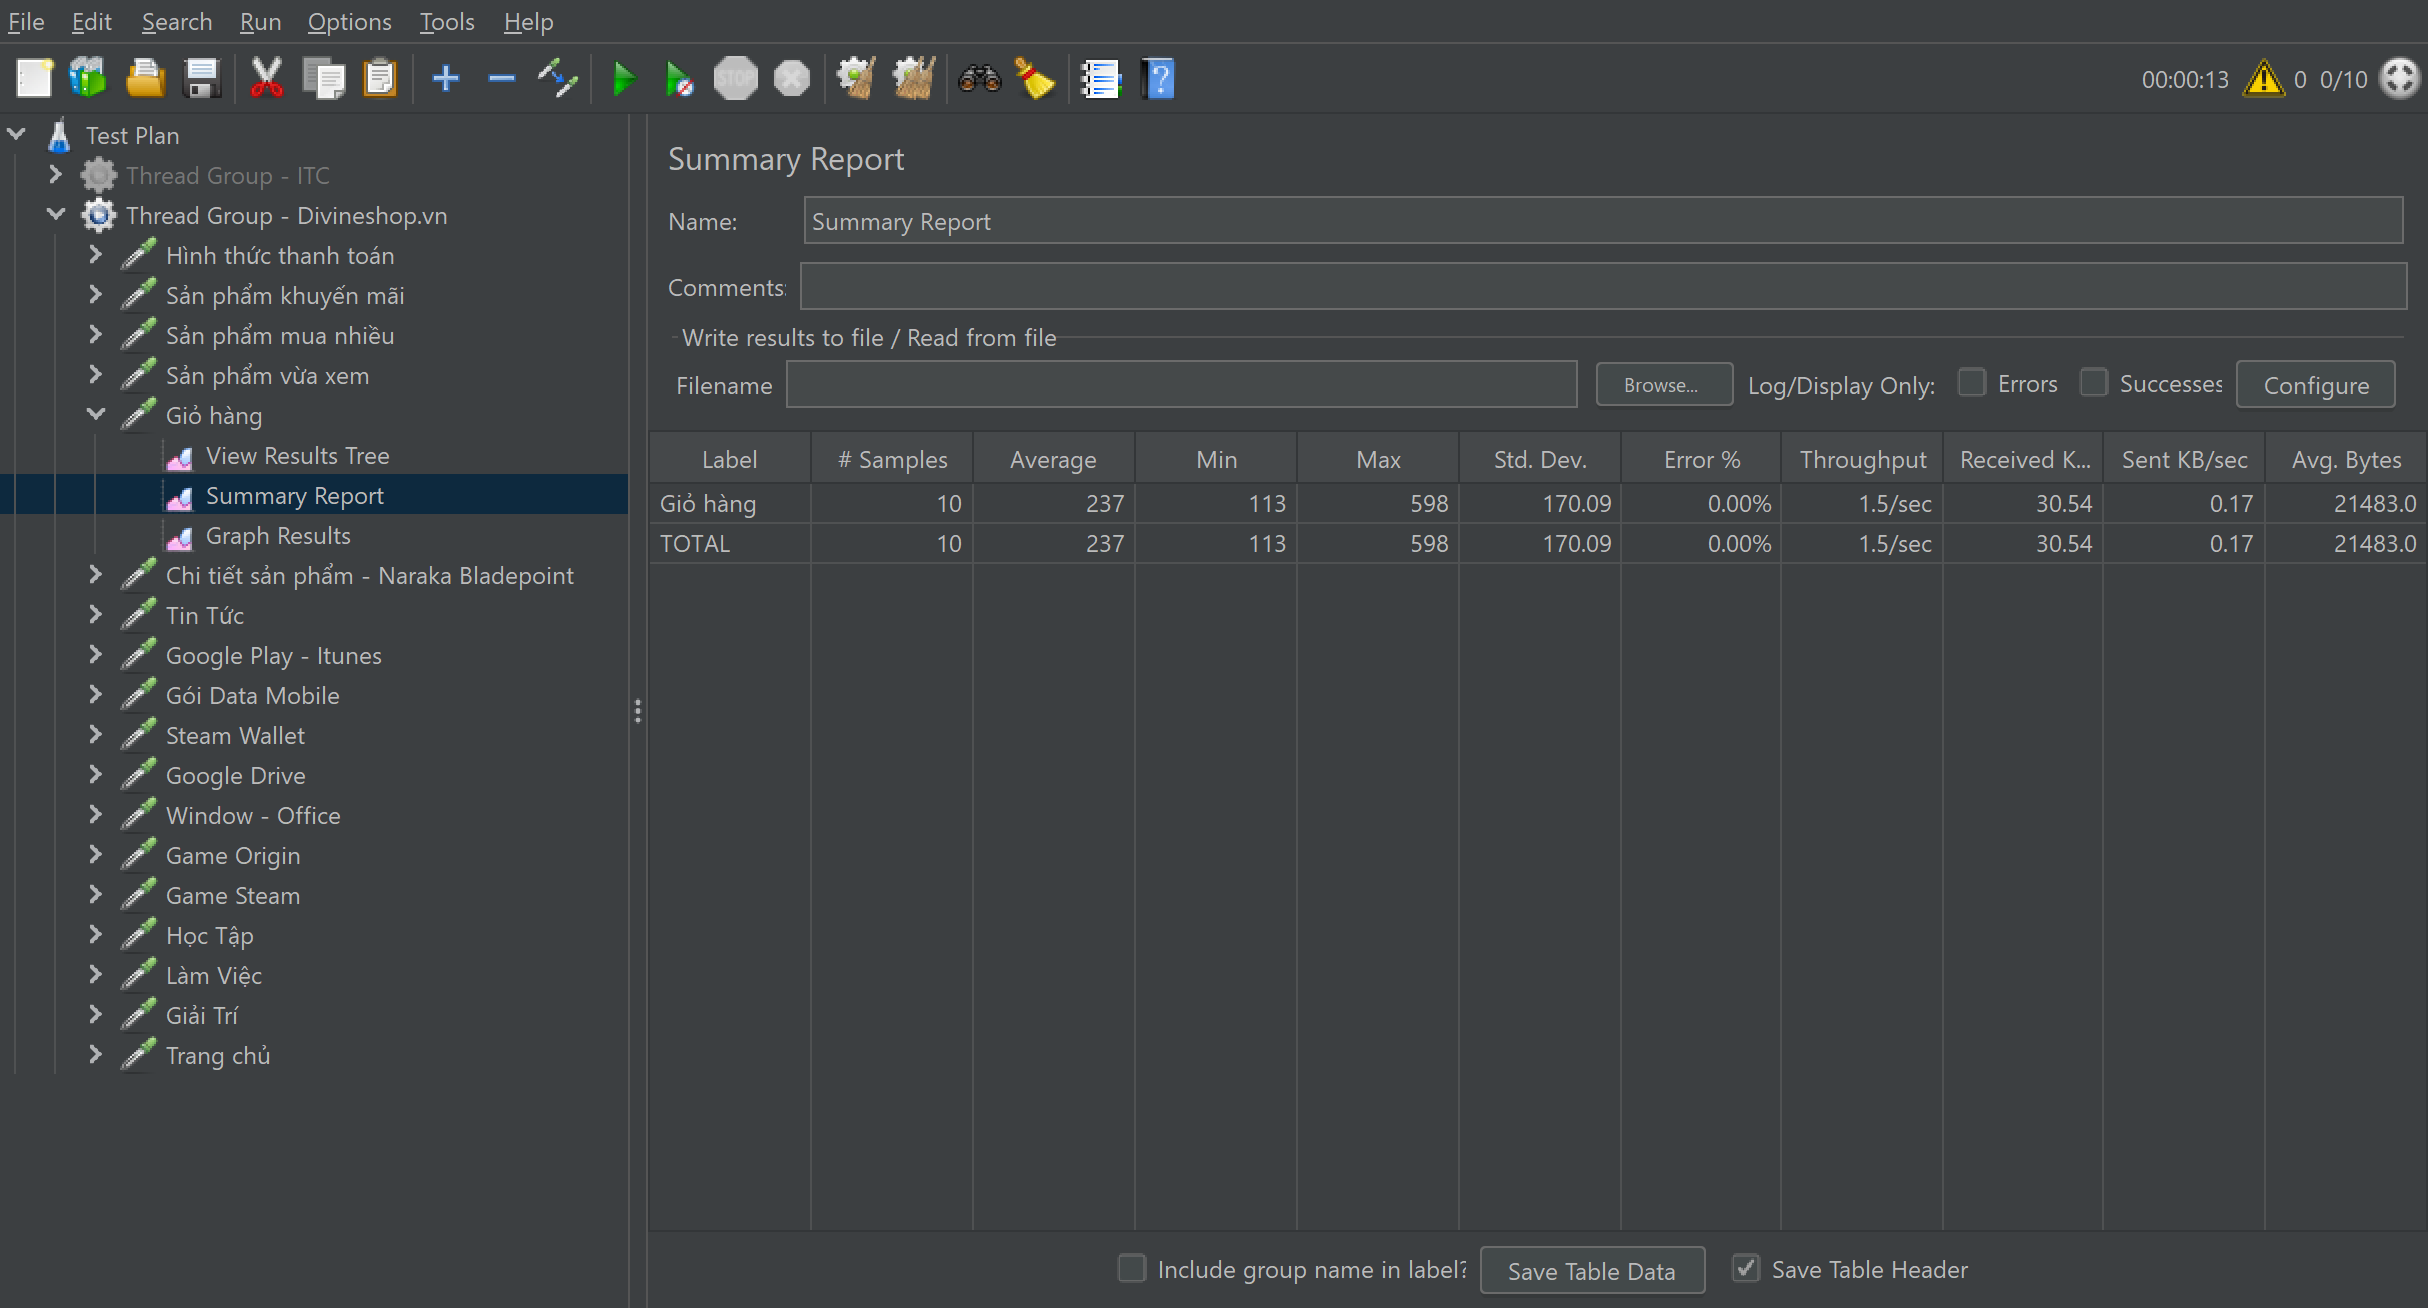 File Edit Search Run Options Tools Help
STOP
00:00:13 0 0/10
Test Plan
Thread Group - ITC
Thread Group - Divineshop.vn
Hình thức thanh toán
Sản phẩm khuyến mãi
Sản phẩm mua nhiều
Sản phẩm vừa xem
Giỏ hàng
View Results Tree
Summary Report
Graph Results
Chi tiết sản phẩm - Naraka Bladepoint
Tin Tức
Google Play - Itunes
Gói Data Mobile
Steam Wallet
Google Drive
Window - Office
Game Origin
Game Steam
Học Tập
Làm Việc
Giải Trí
Trang chủ
Summary Report
Name: Summary Report
Comments:
Write results to file / Read from file
Filename Browse... Log/Display Only: Errors Successes Configure
Label # Samples Average Min Max Std. Dev. Error % Throughput Received K... Sent KB/sec Avg. Bytes
Giỏ hàng 10 237 113 598 170.09 0.00% 1.5/sec 30.54 0.17 21483.0
TOTAL 10 237 113 598 170.09 0.00% 1.5/sec 30.54 0.17 21483.0
Include group name in label? Save Table Data Save Table Header